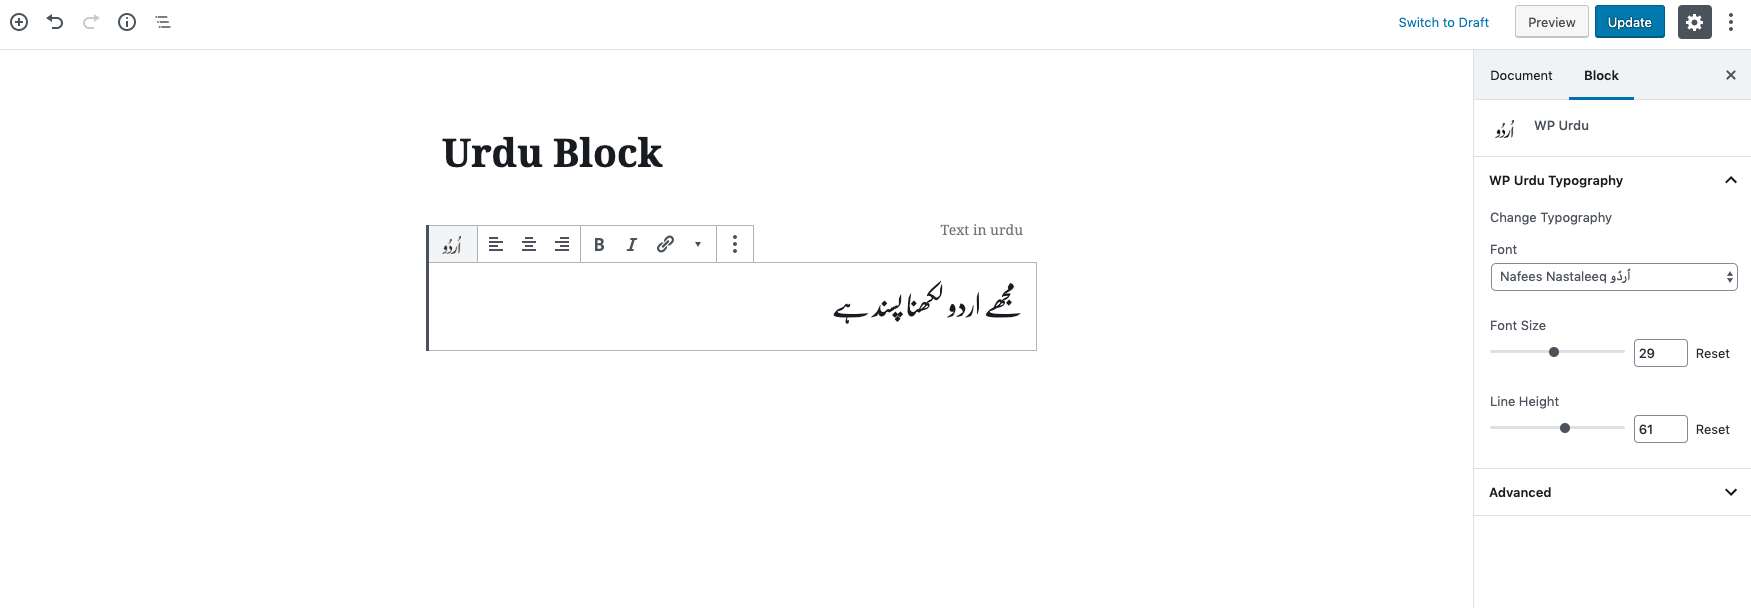 Switch to Draft Preview Update
Document Block
اُردُو WP Urdu
Urdu Block
WP Urdu Typography
Change Typography
Text in urdu
اُردُو B I
Font
Nafees Nastaleeq اُردُو
مجھے اردو لکھنا پسند ہے
Font Size
29 Reset
Line Height
61 Reset
Advanced